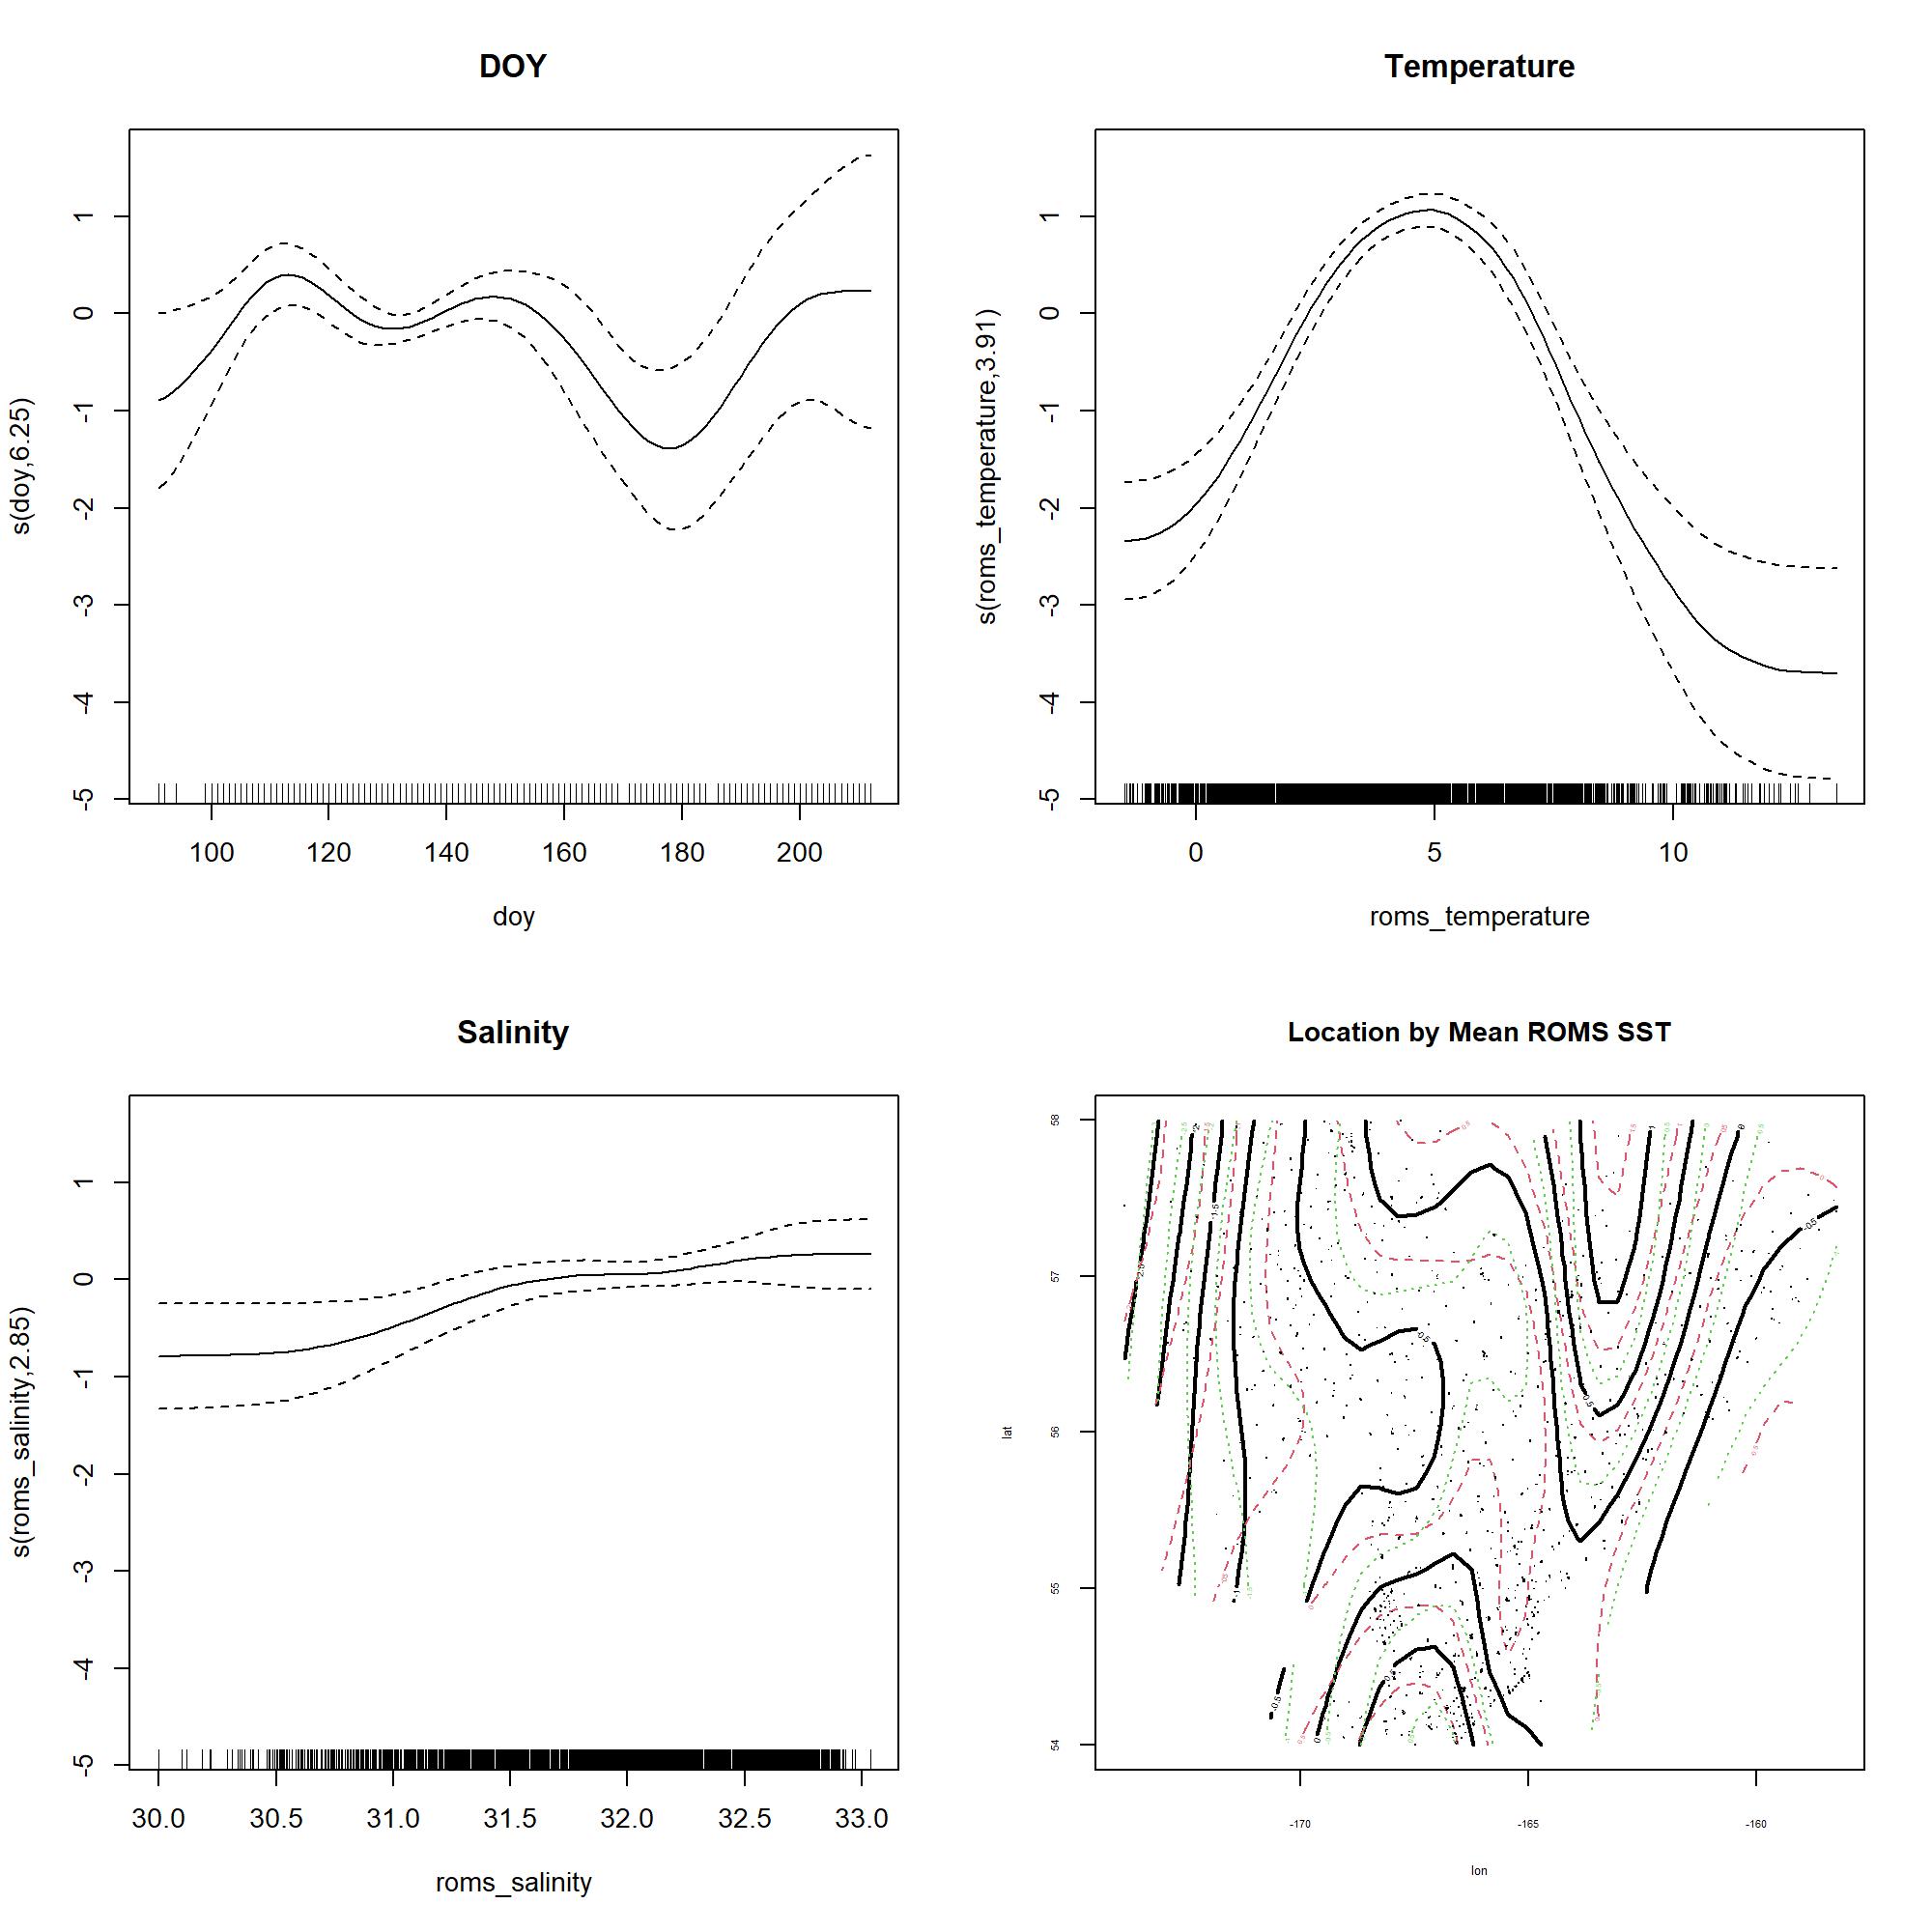 DOY
s(doy,6.25)
1
0
-1
-2
-3
-4
-5
100 120 140 160 180 200
doy
Temperature
s(roms_temperature,3.91)
1
0
-1
-2
-3
-4
-5
0 5 10
roms_temperature
Salinity
s(roms_salinity,2.85)
1
0
-1
-2
-3
-4
-5
30.0 30.5 31.0 31.5 32.0 32.5 33.0
roms_salinity
Location by Mean ROMS SST
lat
58
57
56
55
54
-170 -165 -160
lon